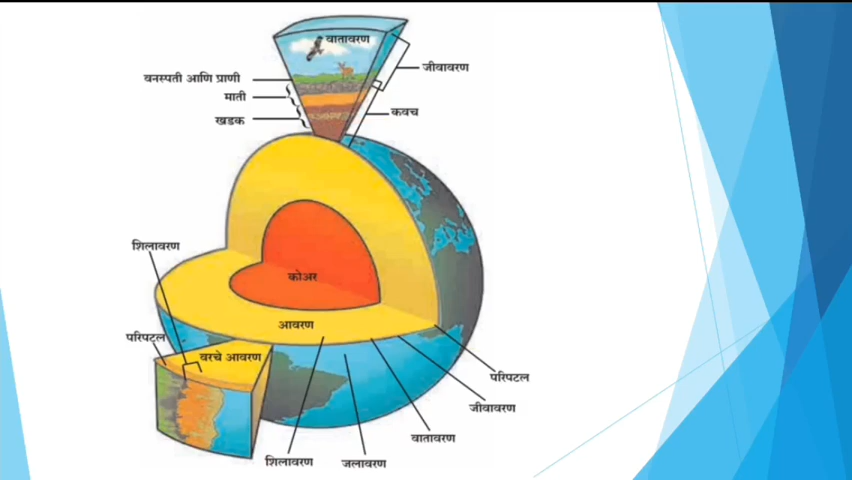 वातावरण
जीवावरण
वनस्पती आणि प्राणी
माती
कवच
खडक
शिलावरण
कोअर
आवरण
परिपटल
वरचे आवरण
परिपटल
जीवावरण
वातावरण
शिलावरण
जलावरण